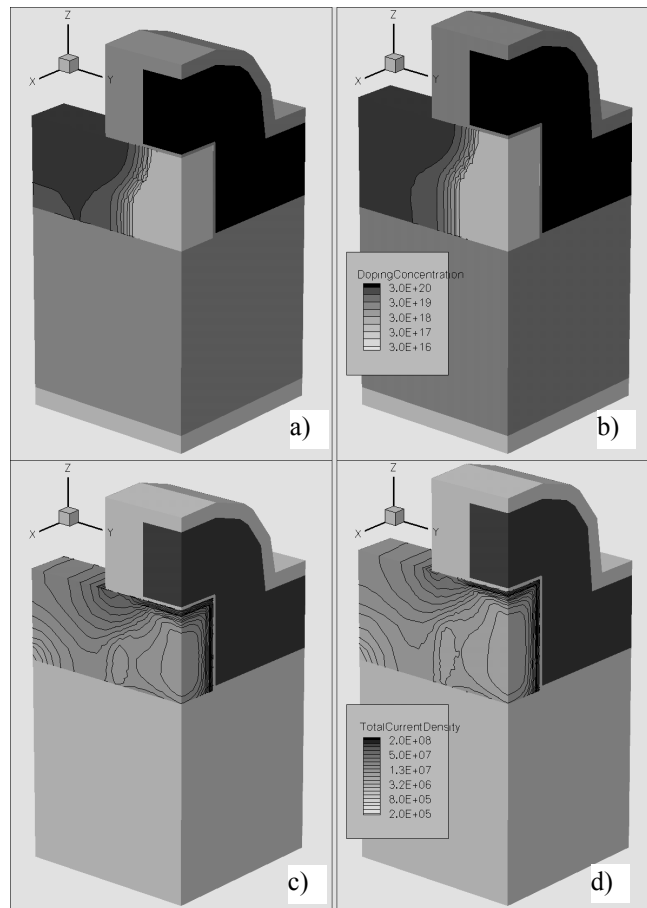 Z
X
Y
a)
Z
X
Y
DopingConcentration
3.0E+20
3.0E+19
3.0E+18
3.0E+17
3.0E+16
b)
Z
X
Y
c)
Z
X
Y
TotalCurrentDensity
2.0E+08
5.0E+07
1.3E+07
3.2E+06
8.0E+05
2.0E+05
d)